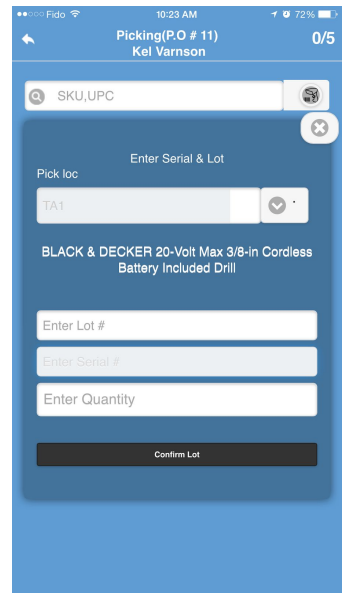 Fido 10:23 AM 72%
Picking(P.O # 11) 0/5
Kel Varnson
SKU,UPC
Enter Serial & Lot
Pick loc
TA1
BLACK & DECKER 20-Volt Max 3/8-in Cordless
Battery Included Drill
Enter Lot #
Enter Serial #
Enter Quantity
Confirm Lot